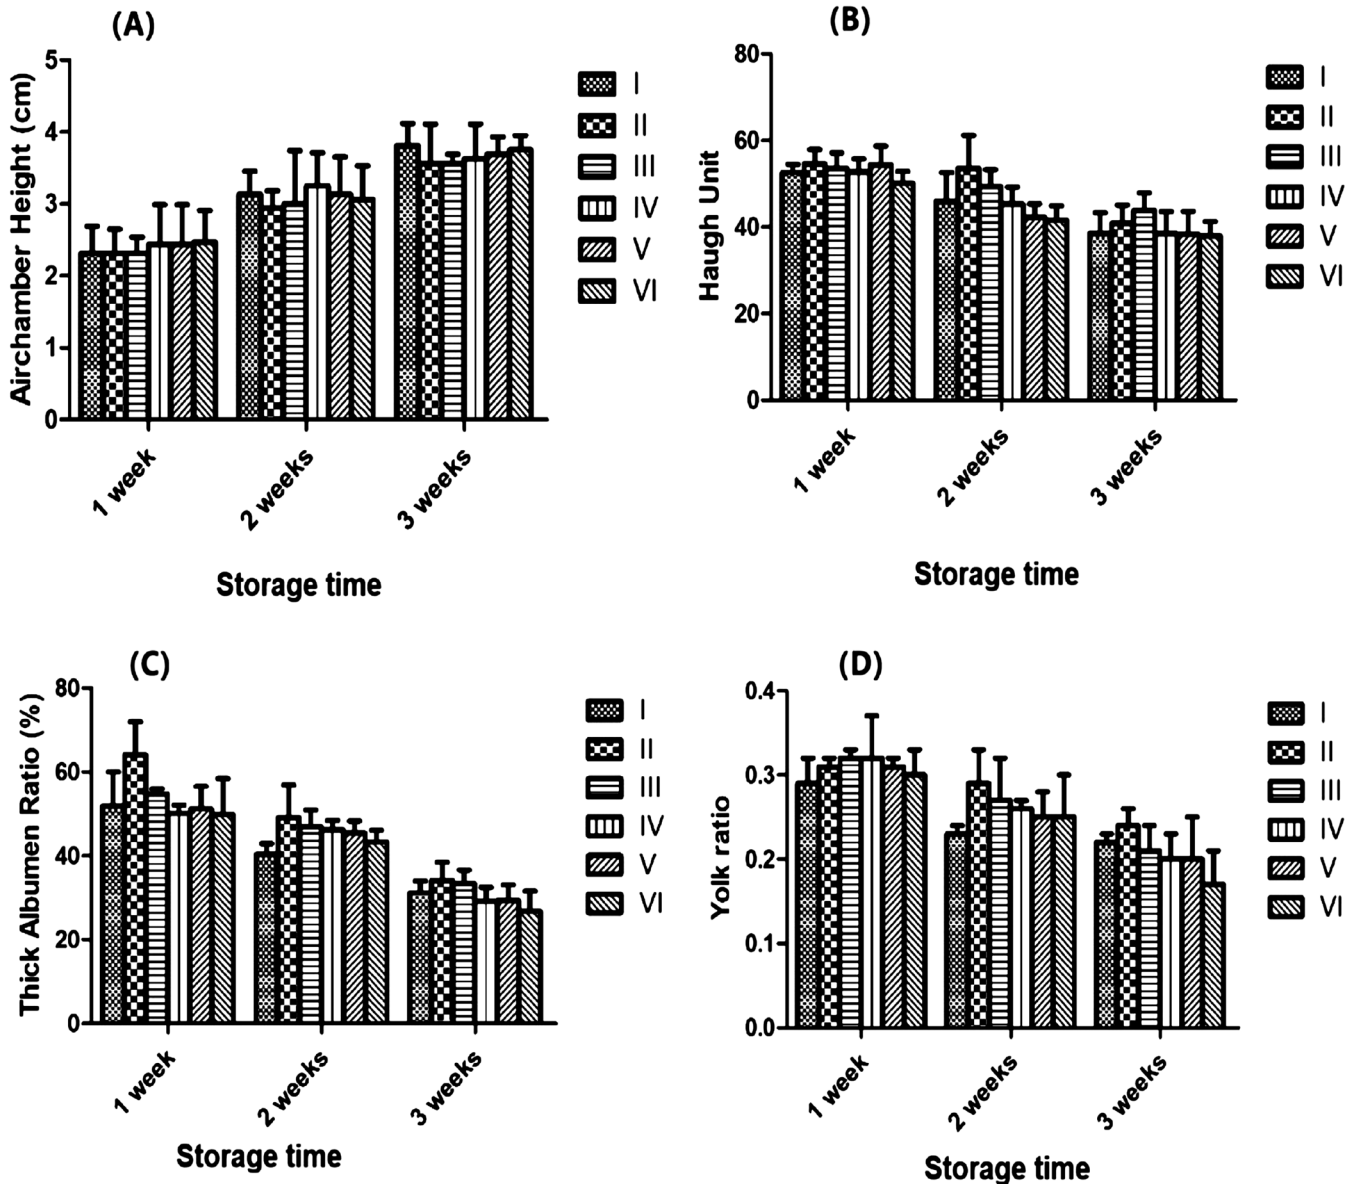 (A)
Airchamber Height (cm)
5
4
3
2
1
0
1 week
2 weeks
3 weeks
Storage time
I
II
III
IV
V
VI
(B)
Haugh Unit
80
60
40
20
0
1 week
2 weeks
3 weeks
Storage time
I
II
III
IV
V
VI
(C)
Thick Albumen Ratio (%)
80
60
40
20
0
1 week
2 weeks
3 weeks
Storage time
I
II
III
IV
V
VI
(D)
Yolk ratio
0.4
0.3
0.2
0.1
0.0
1 week
2 weeks
3 weeks
Storage time
I
II
III
IV
V
VI